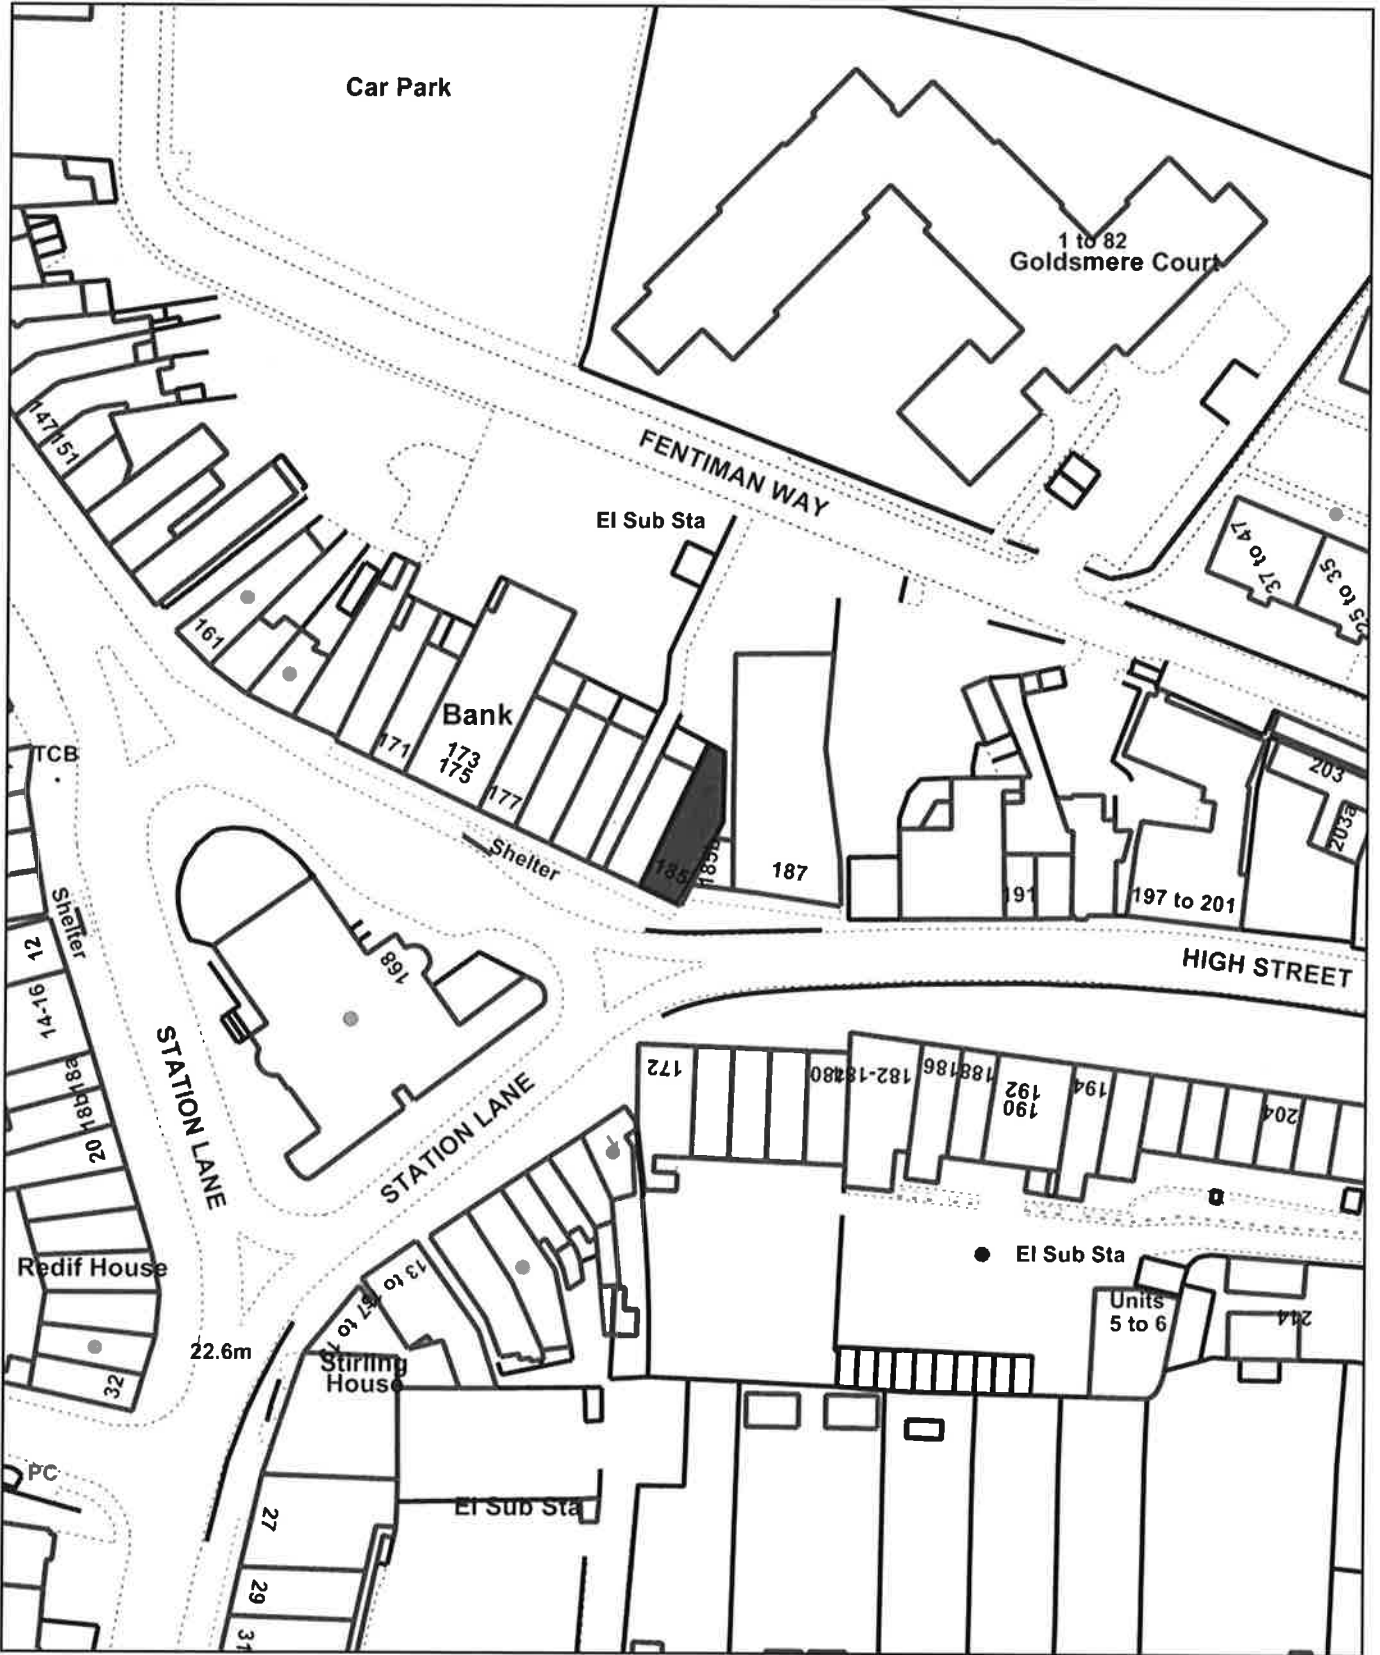 Car Park
1 to 82
Goldsmere Court
147
151
FENTIMAN WAY
El Sub Sta
37 to 47
25 to 35
161
Bank
171
173
175
177
TCB
Shelter
185
185b
187
191
197 to 201
203
203a
Shelter
12
168
HIGH STREET
14-16
STATION LANE
18a
18b
20
STATION LANE
172
180
182-184
186
188
192
190
194
204
El Sub Sta
Redif House
13 to
Units
5 to 6
214
22.6m
Stirling
House
32
PC
El Sub Sta
27
29
31